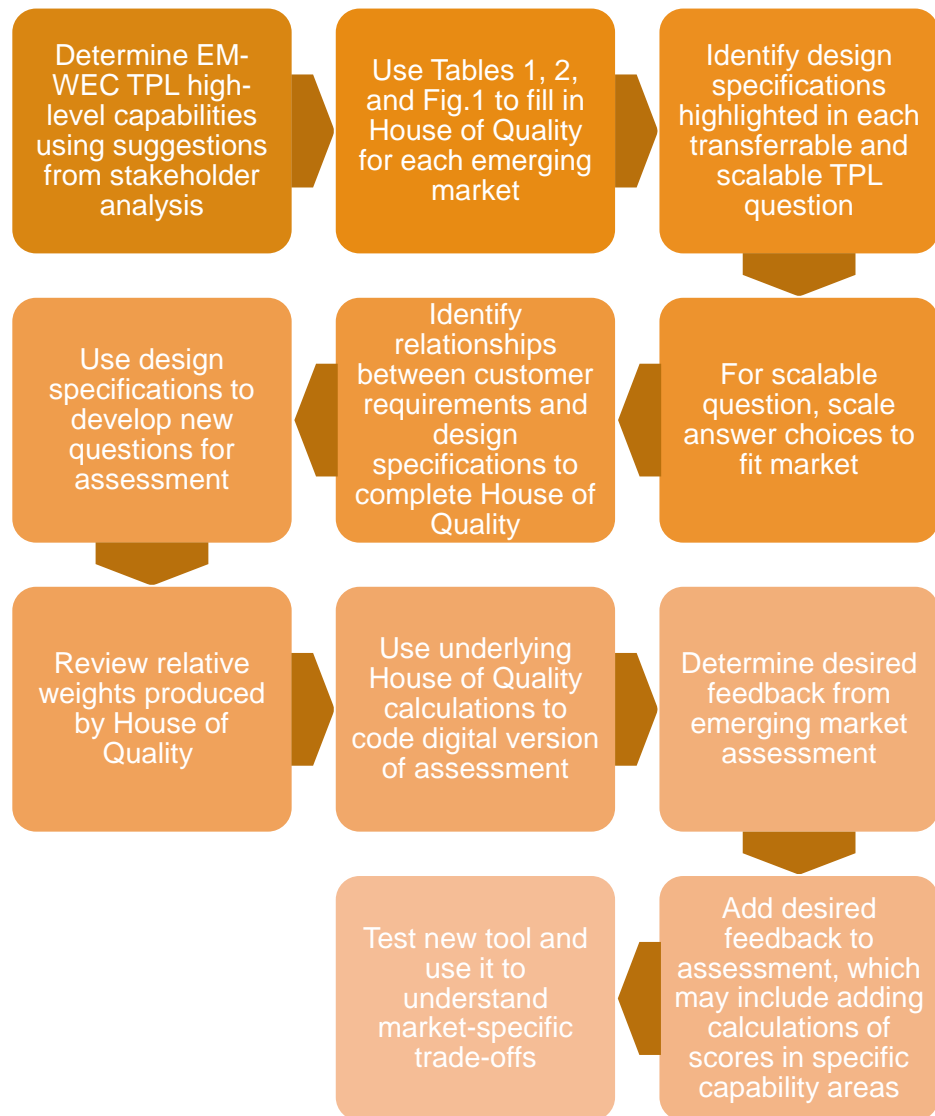 Determine EM-
WEC TPL high-
level capabilities
using suggestions
from stakeholder
analysis
Use Tables 1, 2,
and Fig.1 to fill in
House of Quality
for each emerging
market
Identify design
specifications
highlighted in each
transferrable and
scalable TPL
question
For scalable
question, scale
answer choices to
fit market
Identify
relationships
between customer
requirements and
design
specifications to
complete House of
Quality
Use design
specifications to
develop new
questions for
assessment
Review relative
weights produced
by House of
Quality
Use underlying
House of Quality
calculations to
code digital version
of assessment
Determine desired
feedback from
emerging market
assessment
Add desired
feedback to
assessment, which
may include adding
calculations of
scores in specific
capability areas
Test new tool and
use it to
understand
market-specific
trade-offs